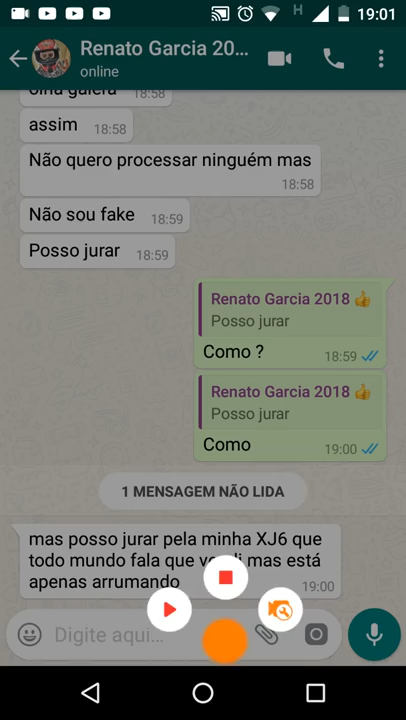 H
19:01
Renato Garcia 20...
online
olha galera 18:58
assim 18:58
Não quero processar ninguém mas
18:58
Não sou fake 18:59
Posso jurar 18:59
Renato Garcia 2018 👍
Posso jurar
Como ? 18:59
Renato Garcia 2018 👍
Posso jurar
Como 19:00
1 MENSAGEM NÃO LIDA
mas posso jurar pela minha XJ6 que
todo mundo fala que mas está
apenas arrumando 19:00
Digite aqui...